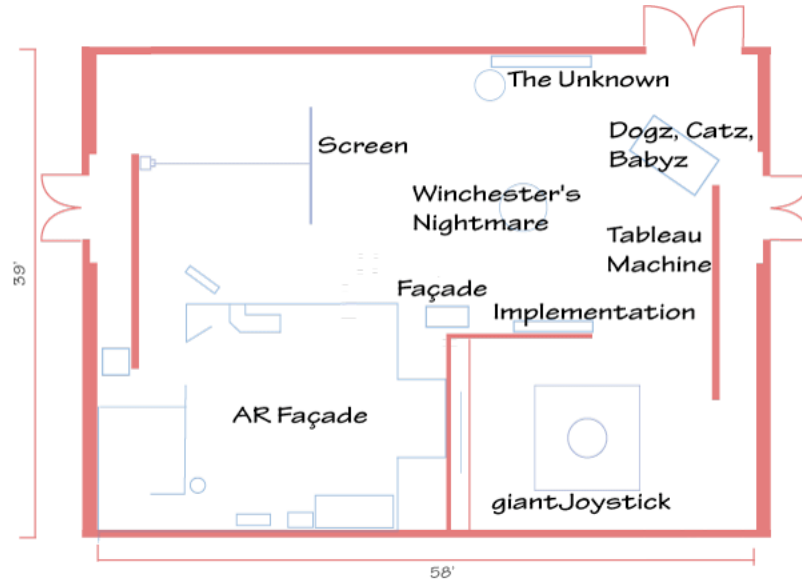 The Unknown
Dogz, Catz,
Babyz
Screen
Winchester's
Nightmare
Tableau
Machine
39'
Façade
Implementation
AR Façade
giantJoystick
58'